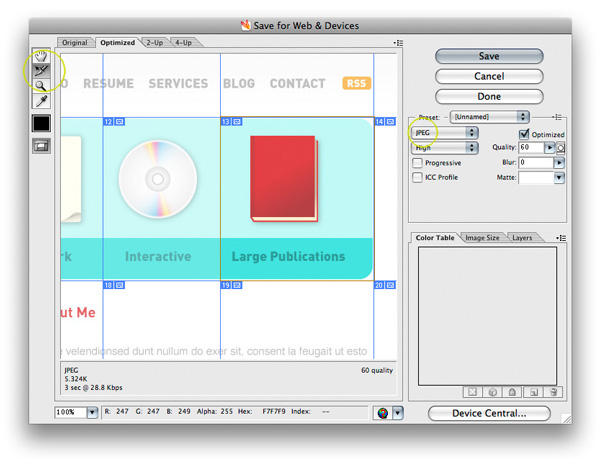 Save for Web & Devices
Original Optimized 2-Up 4-Up
RESUME SERVICES BLOG CONTACT RSS
12 13 14
Interactive Large Publications
18 19 20
ut Me
velendionsed dunt nullum do exer sit, consent la feugait ut esto
JPEG 60 quality
5.324K
3 sec @ 28.8 Kbps
100% R: 247 G: 247 B: 249 Alpha: 255 Hex: F7F7F9 Index: --
Save
Cancel
Done
Preset: [Unnamed]
JPEG Optimized
High Quality: 60
Progressive Blur: 0
ICC Profile Matte:
Color Table Image Size Layers
Device Central...